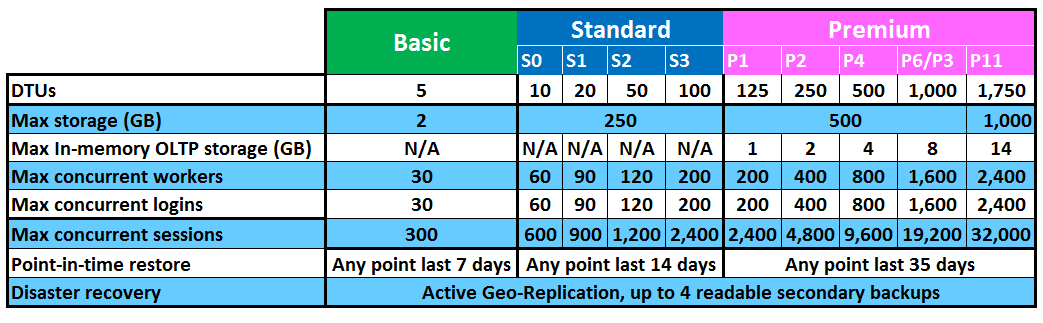 Basic Standard Premium
S0 S1 S2 S3 P1 P2 P4 P6/P3 P11
DTUs 5 10 20 50 100 125 250 500 1,000 1,750
Max storage (GB) 2 250 500 1,000
Max In-memory OLTP storage (GB) N/A N/A N/A N/A N/A 1 2 4 8 14
Max concurrent workers 30 60 90 120 200 200 400 800 1,600 2,400
Max concurrent logins 30 60 90 120 200 200 400 800 1,600 2,400
Max concurrent sessions 300 600 900 1,200 2,400 2,400 4,800 9,600 19,200 32,000
Point-in-time restore Any point last 7 days Any point last 14 days Any point last 35 days
Disaster recovery Active Geo-Replication, up to 4 readable secondary backups